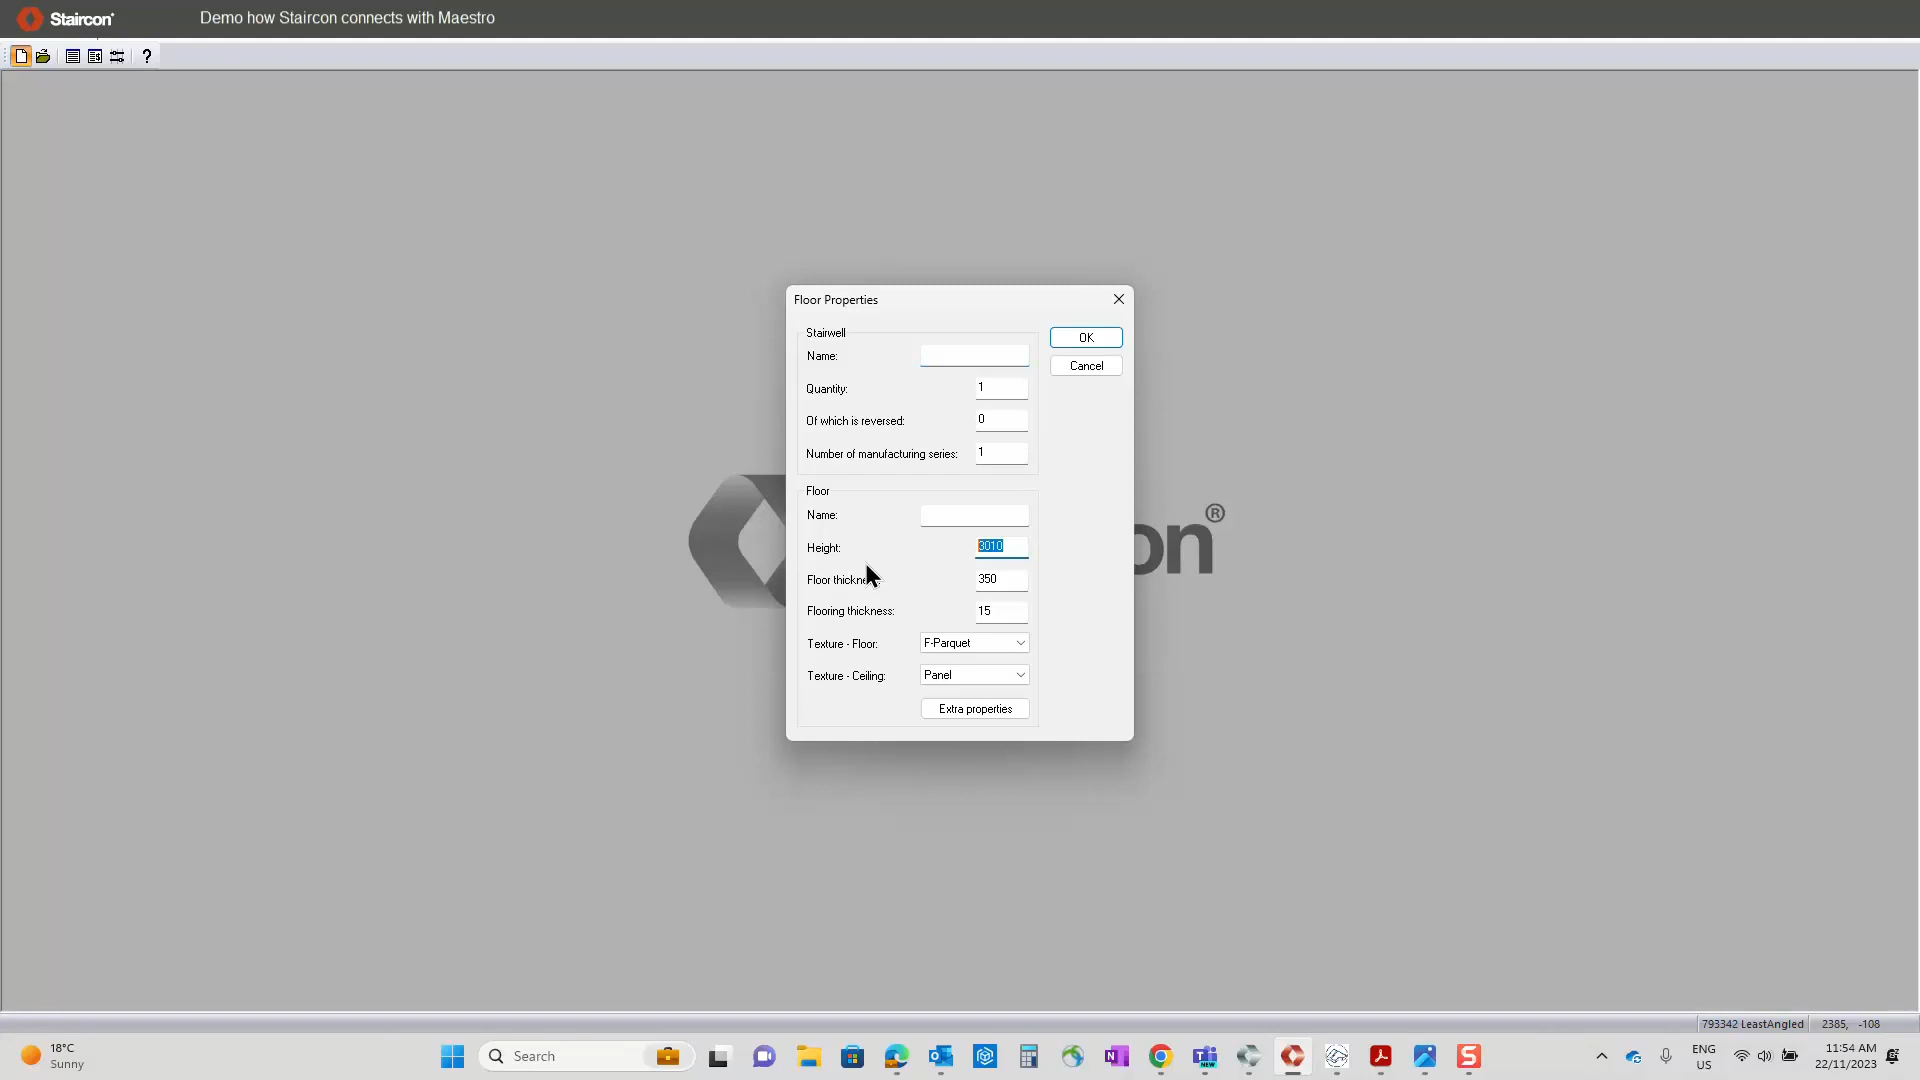 Staircon®
Demo how Staircon connects with Maestro
?
Floor Properties
Stairwell
OK
Name:
Cancel
Quantity:
1
Of which is reversed:
0
Number of manufacturing series:
1
Floor
Name:
®
Height:
3010
on
Floor thickne
350
Flooring thickness:
15
Texture - Floor:
F-Parquet
Texture - Ceiling:
Panel
Extra properties
793342 LeastAngled
2385, -108
18°C
Sunny
Search
NEW
ENG
US
11:54 AM
22/11/2023